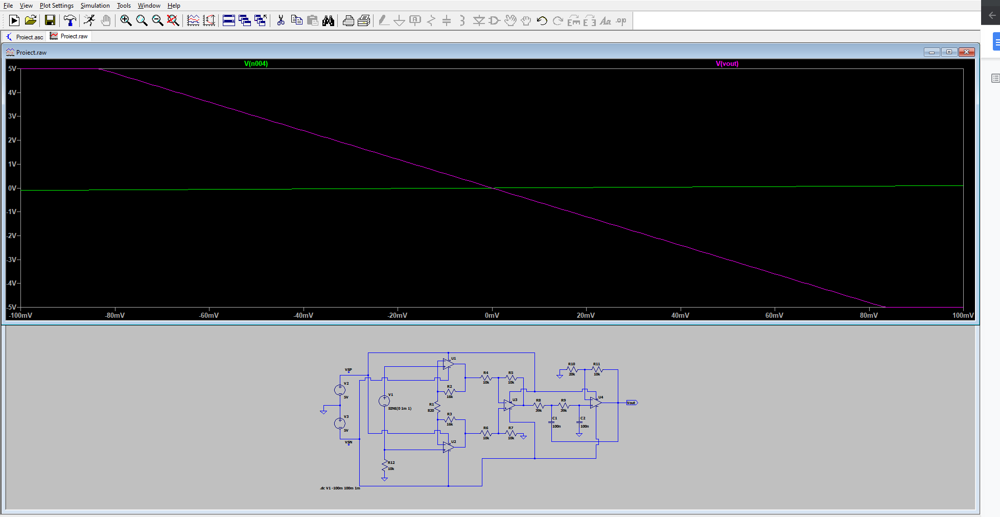 File View Plot Settings Simulation Tools Window Help
Proiect.asc Proiect.raw
Proiect.raw
V(n004) V(vout)
5V
4V
3V
2V
1V
0V
-1V
-2V
-3V
-4V
-5V
-100mV -80mV -60mV -40mV -20mV 0mV 20mV 40mV 60mV 80mV 100mV
VSP
V2
5V
V3
5V
VSN
V1
SINE(0 1m 1)
R12
10k
U1
R2
16k
R1
820
R3
16k
U2
R4
10k
R5
10k
U3
R6
10k
R7
10k
R8
39k
R9
39k
C1
100n
C2
100n
R10
20k
R11
10k
U4
Vout
.dc V1 -100m 100m 1m